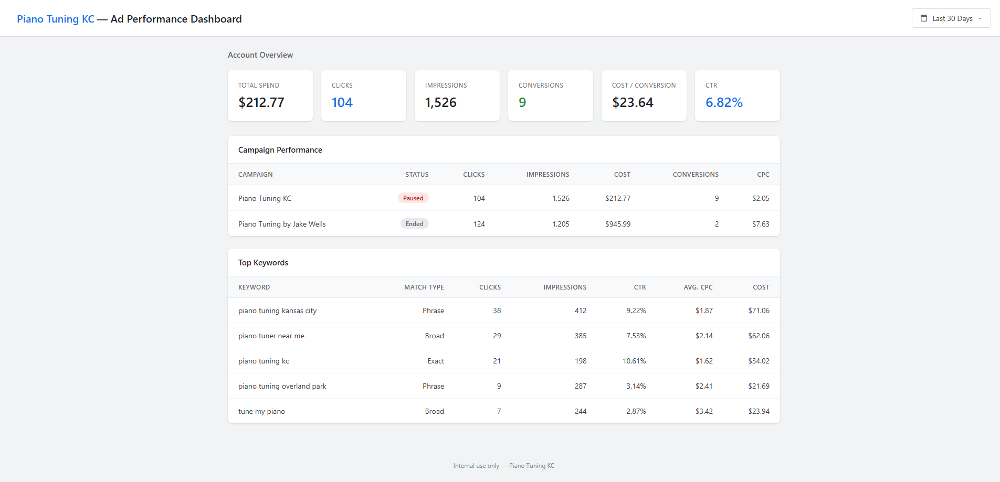 Piano Tuning KC — Ad Performance Dashboard
Last 30 Days
Account Overview
TOTAL SPEND CLICKS IMPRESSIONS CONVERSIONS COST / CONVERSION CTR
$212.77 104 1,526 9 $23.64 6.82%
Campaign Performance
CAMPAIGN STATUS CLICKS IMPRESSIONS COST CONVERSIONS CPC
Piano Tuning KC Paused 104 1,526 $212.77 9 $2.05
Piano Tuning by Jake Wells Ended 124 1,205 $945.99 2 $7.63
Top Keywords
KEYWORD MATCH TYPE CLICKS IMPRESSIONS CTR AVG. CPC COST
piano tuning kansas city Phrase 38 412 9.22% $1.87 $71.06
piano tuner near me Broad 29 385 7.53% $2.14 $62.06
piano tuning kc Exact 21 198 10.61% $1.62 $34.02
piano tuning overland park Phrase 9 287 3.14% $2.41 $21.69
tune my piano Broad 7 244 2.87% $3.42 $23.94
Internal use only — Piano Tuning KC